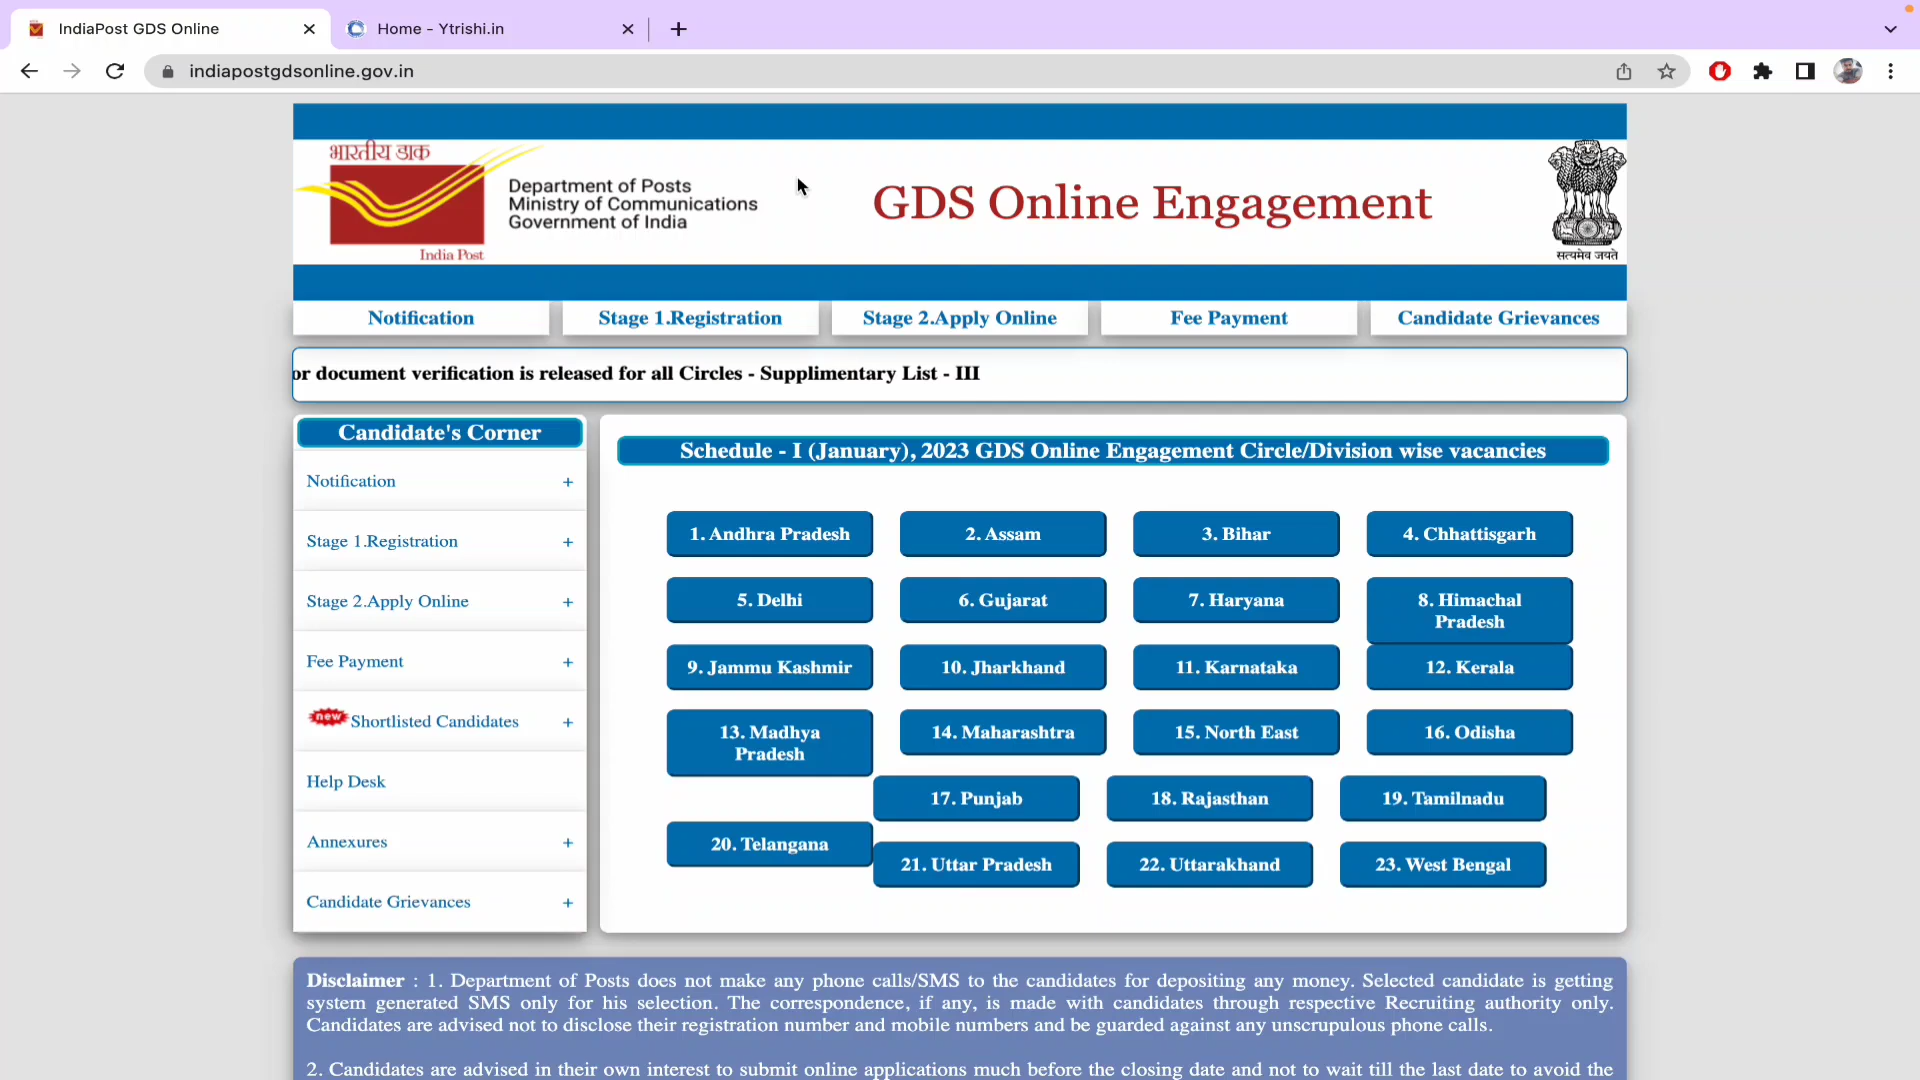 IndiaPost GDS Online
Home - Ytrishi.in
indiapostgdsonline.gov.in
भारतीय डाक
India Post
Department of Posts
Ministry of Communications
Government of India
GDS Online Engagement
सत्यमेव जयते
Notification
Stage 1.Registration
Stage 2.Apply Online
Fee Payment
Candidate Grievances
or document verification is released for all Circles - Supplimentary List - III
Candidate's Corner
Notification +
Stage 1.Registration +
Stage 2.Apply Online +
Fee Payment +
new Shortlisted Candidates +
Help Desk
Annexures +
Candidate Grievances +
Schedule - I (January), 2023 GDS Online Engagement Circle/Division wise vacancies
1. Andhra Pradesh
2. Assam
3. Bihar
4. Chhattisgarh
5. Delhi
6. Gujarat
7. Haryana
8. Himachal
Pradesh
9. Jammu Kashmir
10. Jharkhand
11. Karnataka
12. Kerala
13. Madhya
Pradesh
14. Maharashtra
15. North East
16. Odisha
17. Punjab
18. Rajasthan
19. Tamilnadu
20. Telangana
21. Uttar Pradesh
22. Uttarakhand
23. West Bengal
Disclaimer : 1. Department of Posts does not make any phone calls/SMS to the candidates for depositing any money. Selected candidate is getting
system generated SMS only for his selection. The correspondence, if any, is made with candidates through respective Recruiting authority only.
Candidates are advised not to disclose their registration number and mobile numbers and be guarded against any unscrupulous phone calls.
2. Candidates are advised in their own interest to submit online applications much before the closing date and not to wait till the last date to avoid the